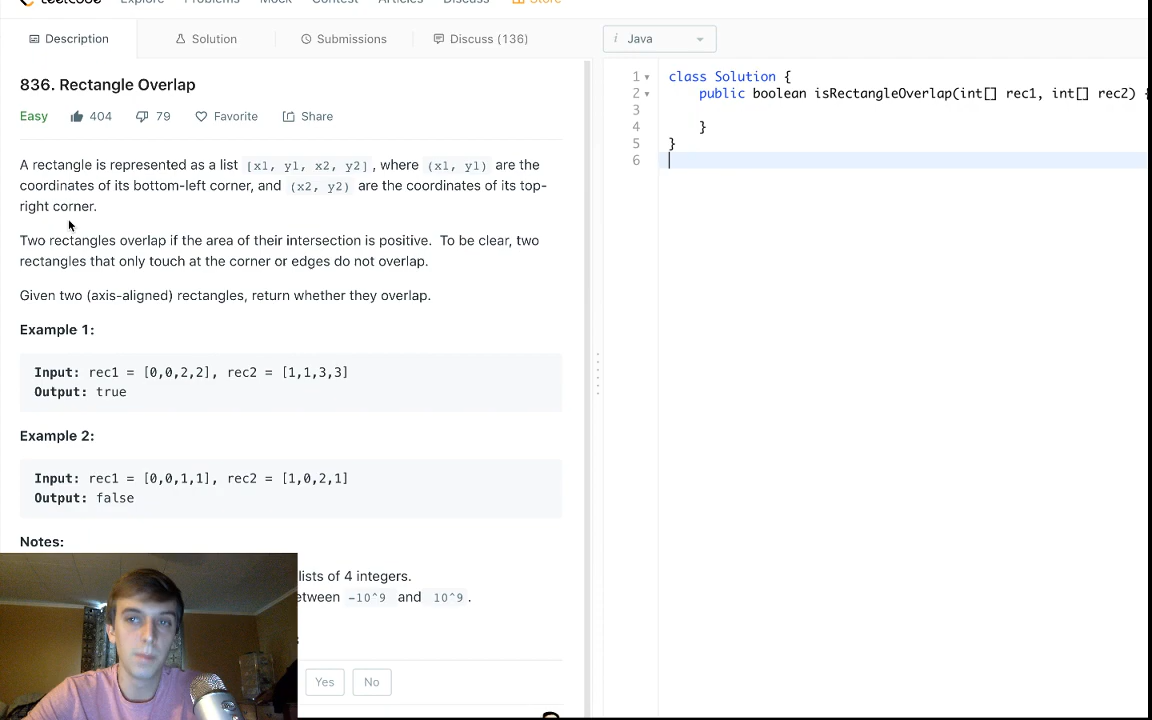 leetcode Explore Problems Mock Contest Articles Discuss Store
Description Solution Submissions Discuss (136)
i Java
836. Rectangle Overlap
Easy 404 79 Favorite Share
A rectangle is represented as a list [x1, y1, x2, y2], where (x1, y1) are the
coordinates of its bottom-left corner, and (x2, y2) are the coordinates of its top-
right corner.
Two rectangles overlap if the area of their intersection is positive.  To be clear, two
rectangles that only touch at the corner or edges do not overlap.
Given two (axis-aligned) rectangles, return whether they overlap.
Example 1:
Input: rec1 = [0,0,2,2], rec2 = [1,1,3,3]
Output: true
Example 2:
Input: rec1 = [0,0,1,1], rec2 = [1,0,2,1]
Output: false
Notes:
lists of 4 integers.
etween -10^9 and 10^9.
Yes No
1 class Solution {
2 public boolean isRectangleOverlap(int[] rec1, int[] rec2) {
3
4 }
5 }
6